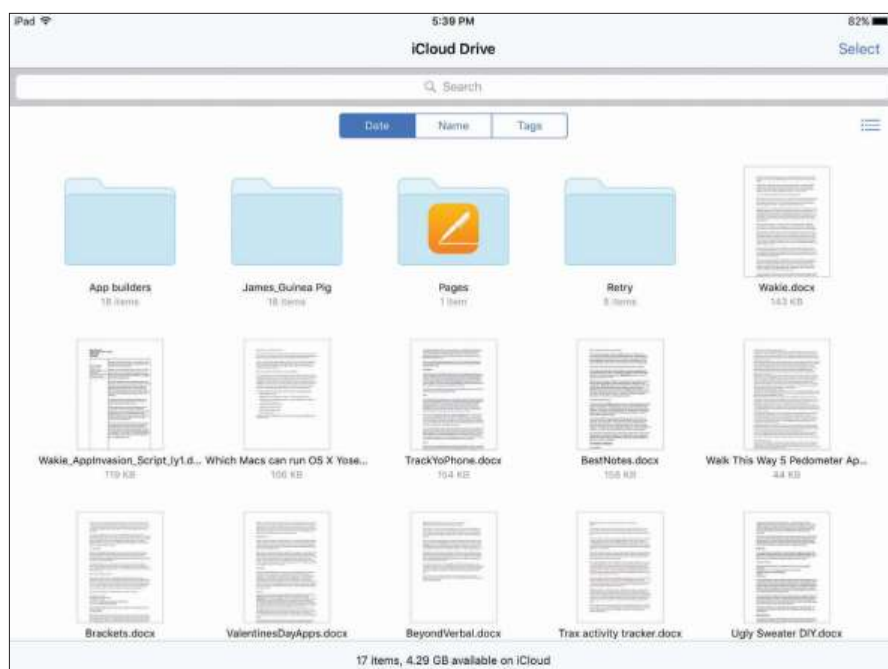 iPad 5:39 PM 82%
iCloud Drive Select
Search
Date Name Tags
App builders James_Guinea Pig Pages Retry Wakie.docx
18 items 18 items 1 item 8 items 143 KB
Wakie_AppInvasion_Script_ly1.d... Which Macs can run OS X Yose... TrackYoPhone.docx BestNotes.docx Walk This Way 5 Pedometer Ap...
119 KB 106 KB 164 KB 158 KB 44 KB
Brackets.docx ValentinesDayApps.docx BeyondVerbal.docx Trax activity tracker.docx Ugly Sweater DIY.docx
17 items, 4.29 GB available on iCloud